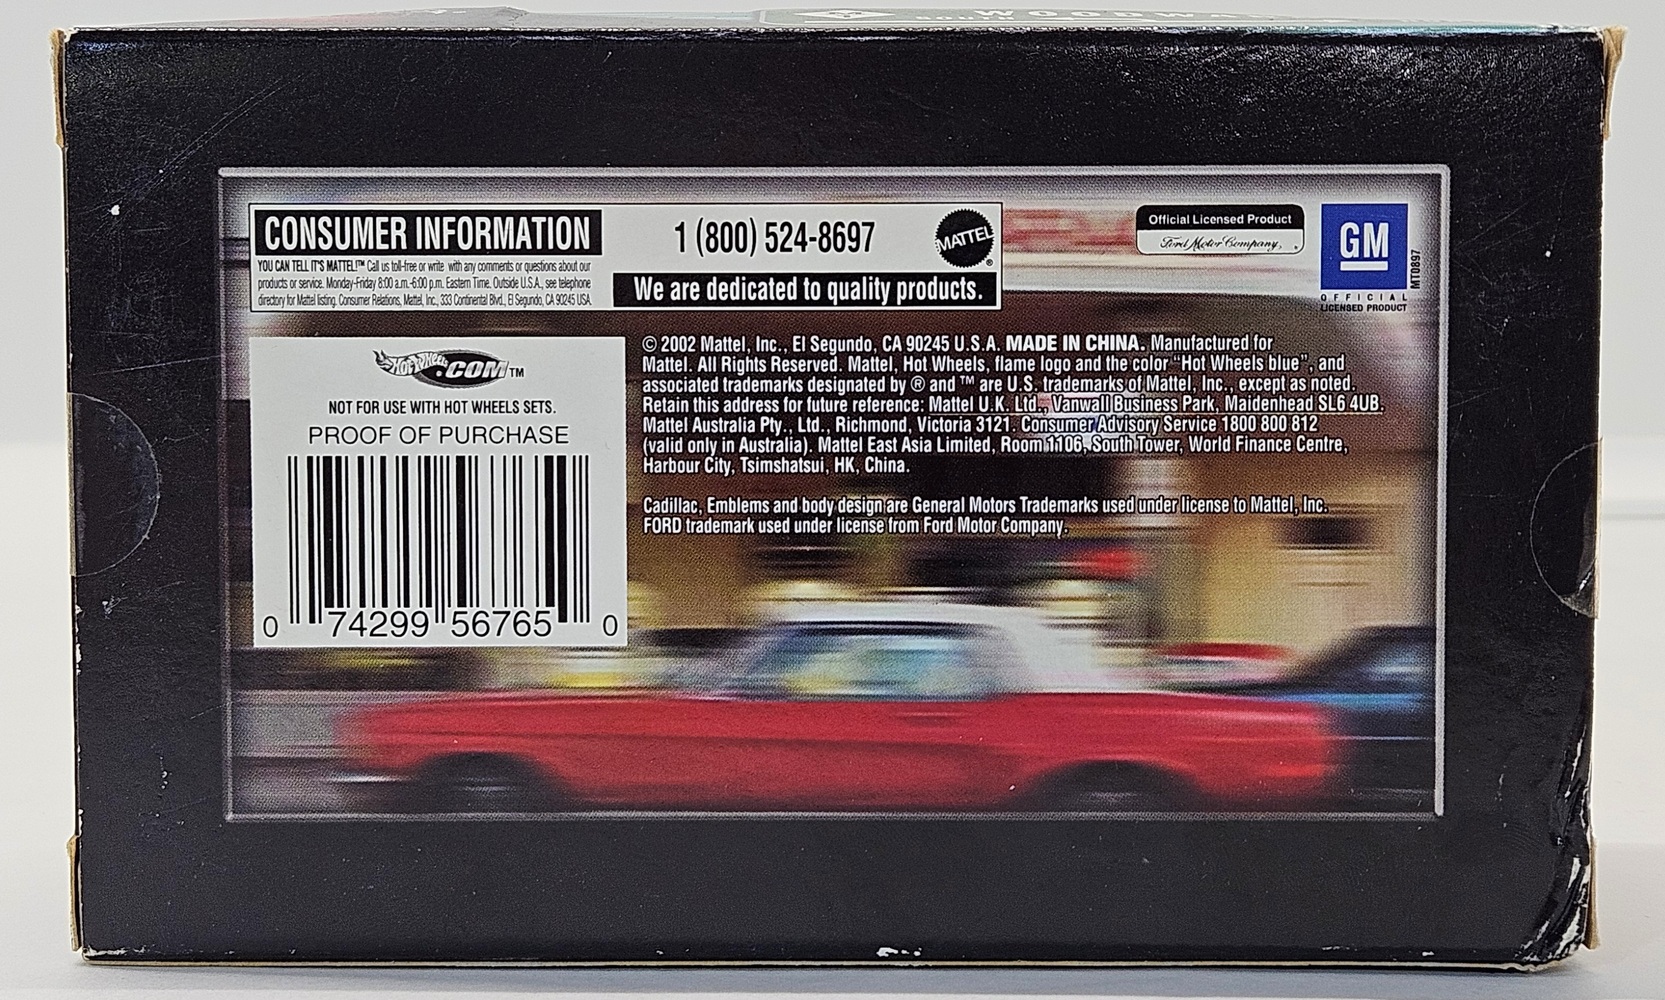 WOODWA
CONSUMER INFORMATION
YOU CAN TELL IT'S MATTEL!™ Call us toll-free or write with any comments or questions about our
products or service. Monday-Friday 8:00 a.m.-6:00 p.m. Eastern Time. Outside U.S.A., see telephone
directory for Mattel listing. Consumer Relations, Mattel, Inc., 333 Continental Blvd., El Segundo, CA 90245 USA.
1 (800) 524-8697
MATTEL®
We are dedicated to quality products.
Official Licensed Product
Ford Motor Company,
GM
OFFICIAL
LICENSED PRODUCT
MT0897
Hot Wheels .COM™
NOT FOR USE WITH HOT WHEELS SETS.
PROOF OF PURCHASE
0 74299 56765 0
© 2002 Mattel, Inc., El Segundo, CA 90245 U.S.A. MADE IN CHINA. Manufactured for
Mattel. All Rights Reserved. Mattel, Hot Wheels, flame logo and the color “Hot Wheels blue”, and
associated trademarks designated by ® and ™ are U.S. trademarks of Mattel, Inc., except as noted.
Retain this address for future reference: Mattel U.K. Ltd., Vanwall Business Park, Maidenhead SL6 4UB.
Mattel Australia Pty., Ltd., Richmond, Victoria 3121. Consumer Advisory Service 1800 800 812
(valid only in Australia). Mattel East Asia Limited, Room 1106, South Tower, World Finance Centre,
Harbour City, Tsimshatsui, HK, China.
Cadillac, Emblems and body design are General Motors Trademarks used under license to Mattel, Inc.
FORD trademark used under license from Ford Motor Company.